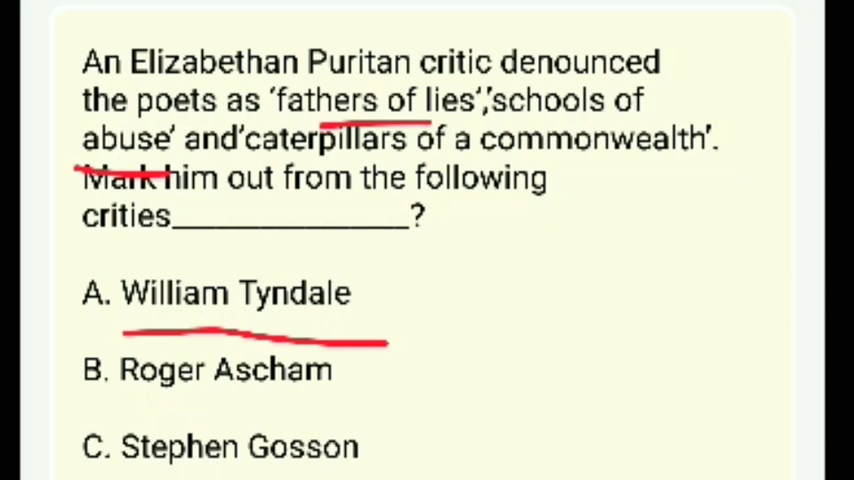 An Elizabethan Puritan critic denounced
the poets as ‘fathers of lies’,‘schools of
abuse’ and‘caterpillars of a commonwealth’.
Mark him out from the following
crities_______________?
A. William Tyndale
B. Roger Ascham
C. Stephen Gosson